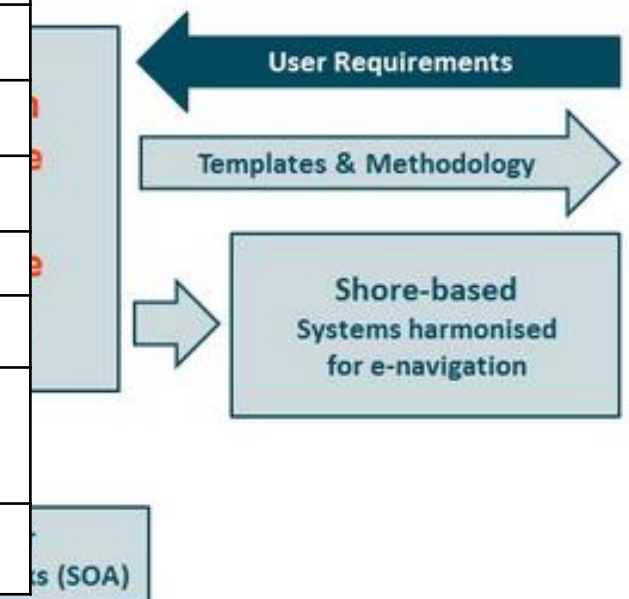 User Requirements
Templates & Methodology
Shore-based
Systems harmonised
for e-navigation
(SOA)